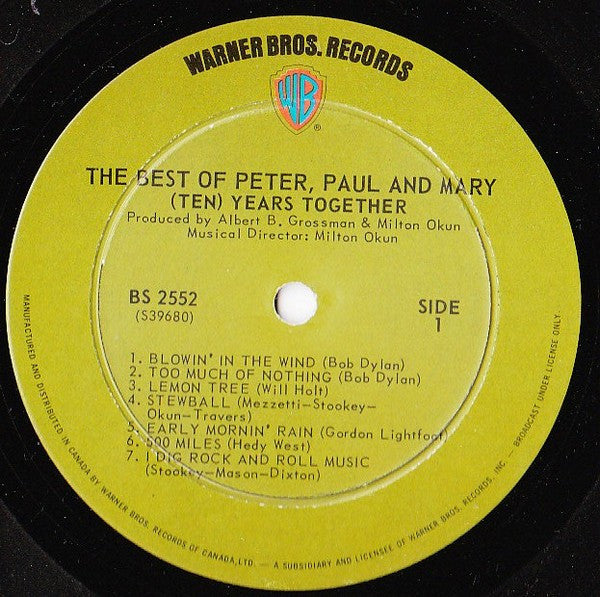 WARNER BROS. RECORDS
WB
®
THE BEST OF PETER, PAUL AND MARY
(TEN) YEARS TOGETHER
Produced by Albert B. Grossman & Milton Okun
Musical Director: Milton Okun
BS 2552
(S39680)
SIDE
1
1. BLOWIN' IN THE WIND (Bob Dylan)
2. TOO MUCH OF NOTHING (Bob Dylan)
3. LEMON TREE (Will Holt)
4. STEWBALL (Mezzetti-Stookey-
Okun-Travers)
5. EARLY MORNIN' RAIN (Gordon Lightfoot)
6. 500 MILES (Hedy West)
7. I DIG ROCK AND ROLL MUSIC
(Stookey-Mason-Dixton)
MANUFACTURED AND DISTRIBUTED IN CANADA BY WARNER BROS. RECORDS OF CANADA, LTD. — A SUBSIDIARY AND LICENSEE OF WARNER BROS. RECORDS, INC. — BROADCAST UNDER LICENSE ONLY.